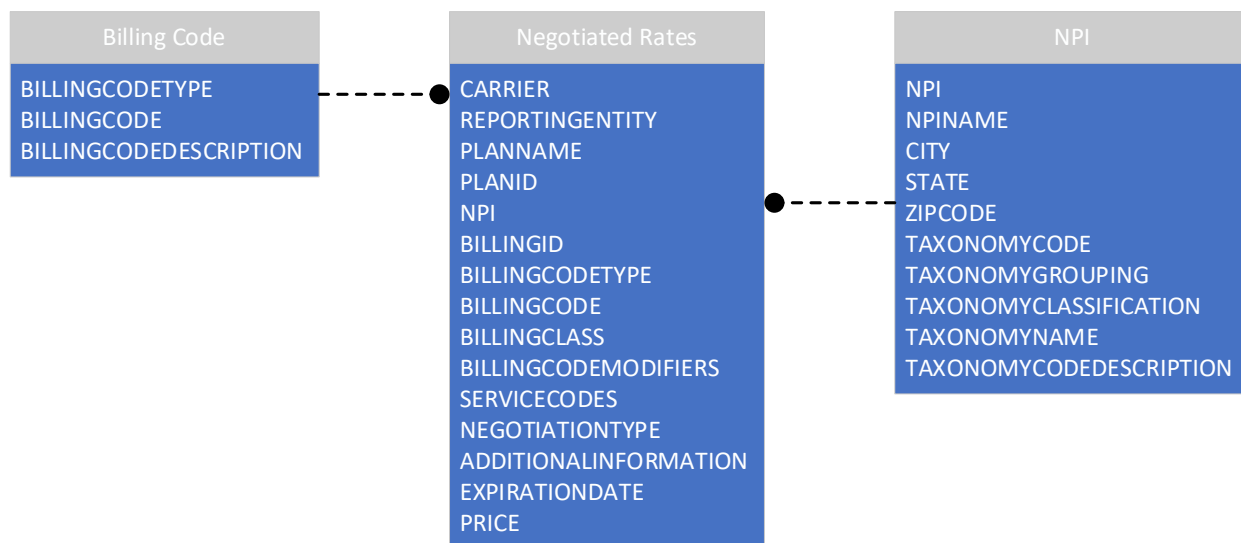 Billing Code
BILLINGCODETYPE
BILLINGCODE
BILLINGCODEDESCRIPTION
Negotiated Rates
CARRIER
REPORTINGENTITY
PLANNAME
PLANID
NPI
BILLINGID
BILLINGCODETYPE
BILLINGCODE
BILLINGCLASS
BILLINGCODEMODIFIERS
SERVICECODES
NEGOTIATIONTYPE
ADDITIONALINFORMATION
EXPIRATIONDATE
PRICE
NPI
NPI
NPINAME
CITY
STATE
ZIPCODE
TAXONOMYCODE
TAXONOMYGROUPING
TAXONOMYCLASSIFICATION
TAXONOMYNAME
TAXONOMYCODEDESCRIPTION